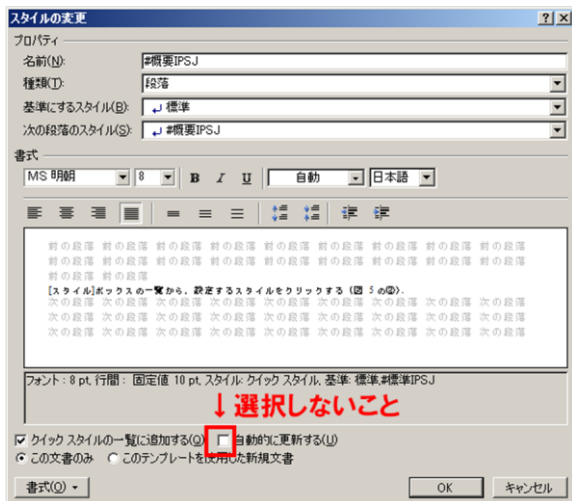 スタイルの変更
プロパティ
名前(N): #概要IPSJ
種類(T): 段落
基準にするスタイル(B): 標準
次の段落のスタイル(S): #概要IPSJ
書式
MS 明朝 8 B I U 自動 日本語
前の段落 前の段落 前の段落 前の段落 前の段落 前の段落 前の段落 前の段落 前の段落
前の段落 前の段落 前の段落 前の段落 前の段落 前の段落 前の段落 前の段落 前の段落
前の段落 前の段落
[スタイル]ボックスの一覧から，設定するスタイルをクリックする（図 5 の②）．
次の段落 次の段落 次の段落 次の段落 次の段落 次の段落 次の段落 次の段落 次の段落
次の段落 次の段落 次の段落 次の段落 次の段落 次の段落 次の段落 次の段落 次の段落
次の段落 次の段落 次の段落 次の段落 次の段落 次の段落 次の段落 次の段落 次の段落
フォント : 8 pt, 行間 : 固定値 10 pt, スタイル: クイック スタイル, 基準: 標準,#標準IPSJ
↓選択しないこと
クイック スタイルの一覧に追加する(Q) 自動的に更新する(U)
この文書のみ このテンプレートを使用した新規文書
書式(O) OK キャンセル